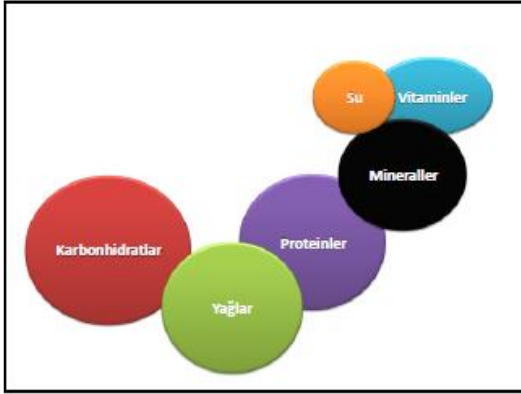 Su
Vitaminler
Mineraller
Proteinler
Karbonhidratlar
Yağlar